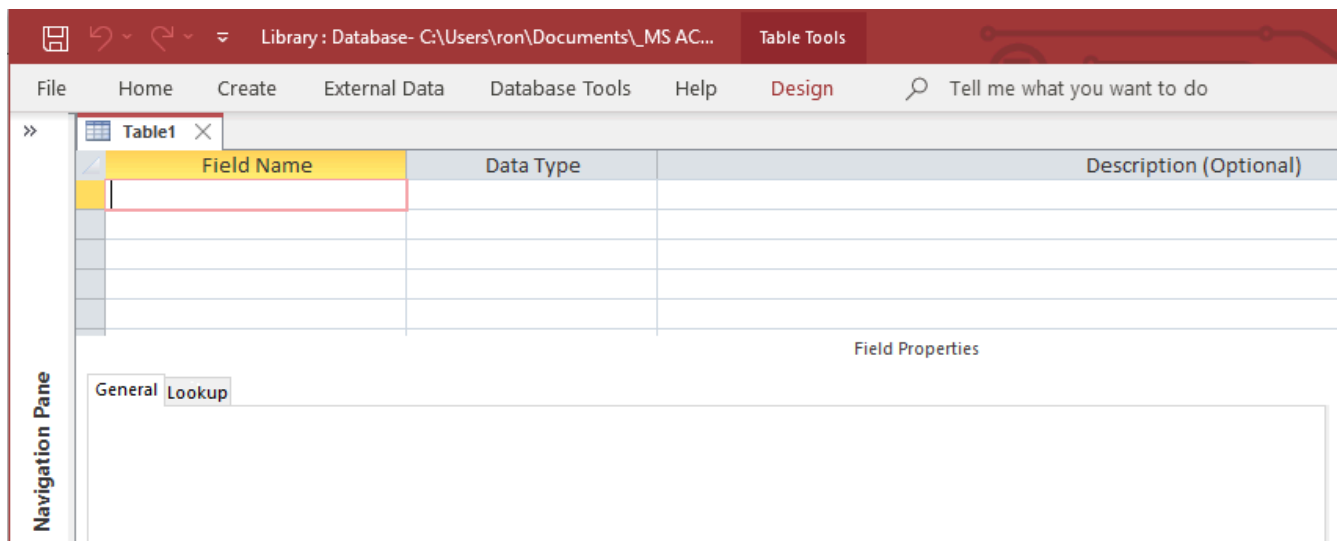 Library : Database- C:\Users\ron\Documents\_MS AC... Table Tools
File Home Create External Data Database Tools Help Design Tell me what you want to do
Table1
Field Name Data Type Description (Optional)
Field Properties
General Lookup
Navigation Pane